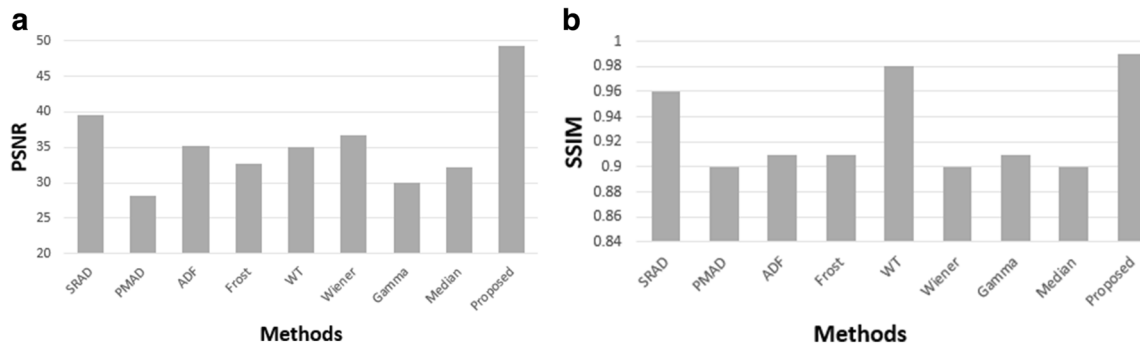 a
50
45
40
35
30
25
20
PSNR
SRAD
PMAD
ADF
Frost
WT
Wiener
Gamma
Median
Proposed
Methods
b
1
0.98
0.96
0.94
0.92
0.9
0.88
0.86
0.84
SSIM
SRAD
PMAD
ADF
Frost
WT
Wiener
Gamma
Median
Proposed
Methods